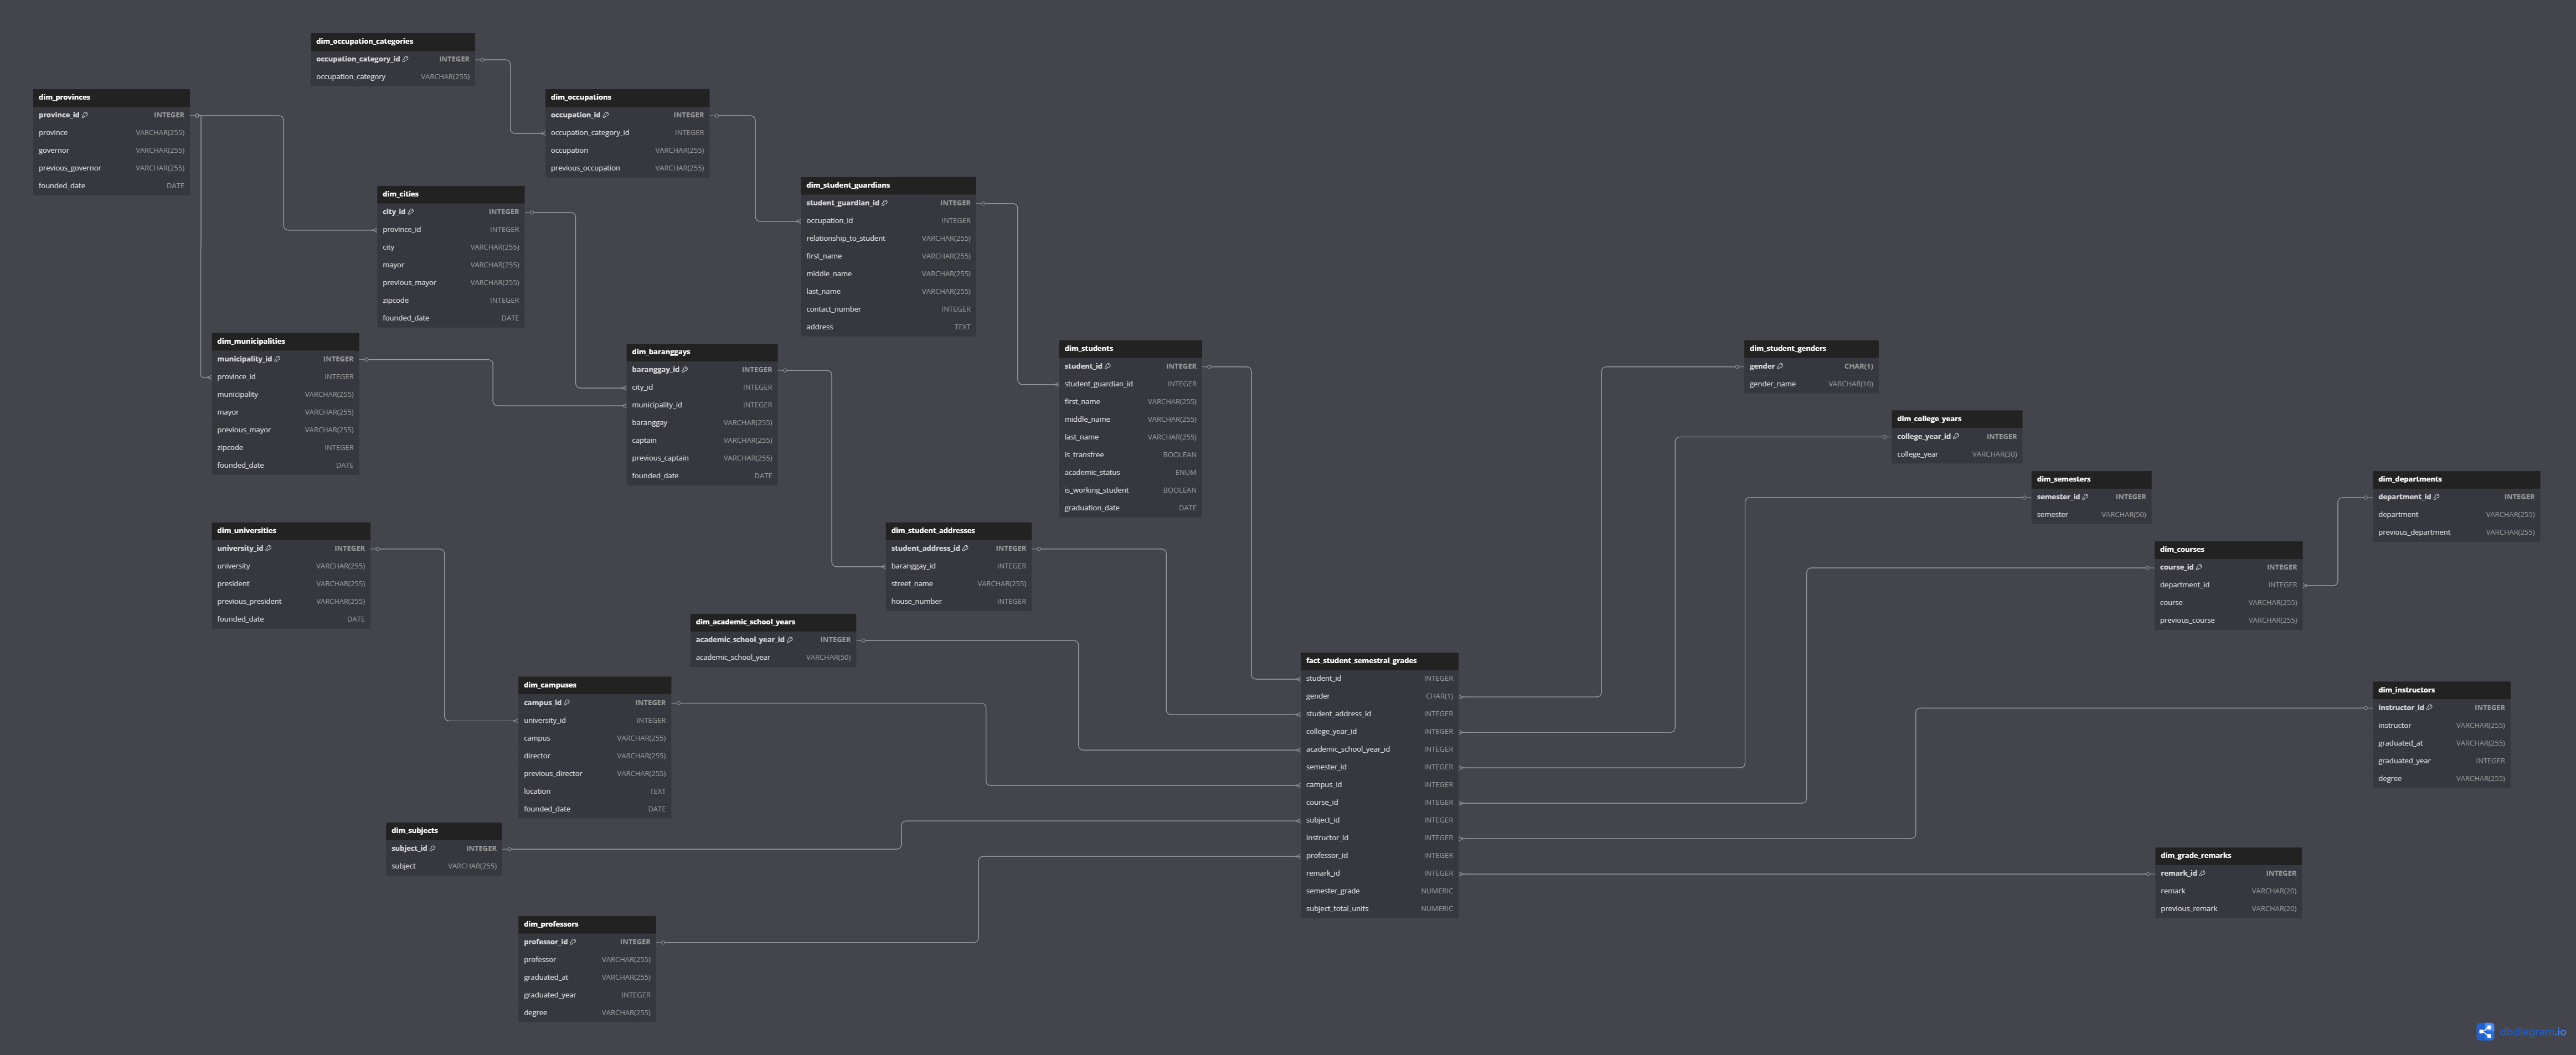 dim_occupation_categories
occupation_category_id INTEGER
occupation_category VARCHAR(255)
dim_provinces
province_id INTEGER
province VARCHAR(255)
governor VARCHAR(255)
previous_governor VARCHAR(255)
founded_date DATE
dim_occupations
occupation_id INTEGER
occupation_category_id INTEGER
occupation VARCHAR(255)
previous_occupation VARCHAR(255)
dim_cities
city_id INTEGER
province_id INTEGER
city VARCHAR(255)
mayor VARCHAR(255)
previous_mayor VARCHAR(255)
zipcode INTEGER
founded_date DATE
dim_student_guardians
student_guardian_id INTEGER
occupation_id INTEGER
relationship_to_student VARCHAR(255)
first_name VARCHAR(255)
middle_name VARCHAR(255)
last_name VARCHAR(255)
contact_number INTEGER
address TEXT
dim_municipalities
municipality_id INTEGER
province_id INTEGER
municipality VARCHAR(255)
mayor VARCHAR(255)
previous_mayor VARCHAR(255)
zipcode INTEGER
founded_date DATE
dim_baranggays
baranggay_id INTEGER
city_id INTEGER
municipality_id INTEGER
baranggay VARCHAR(255)
captain VARCHAR(255)
previous_captain VARCHAR(255)
founded_date DATE
dim_students
student_id INTEGER
student_guardian_id INTEGER
first_name VARCHAR(255)
middle_name VARCHAR(255)
last_name VARCHAR(255)
is_transfree BOOLEAN
academic_status ENUM
is_working_student BOOLEAN
graduation_date DATE
dim_student_genders
gender CHAR(1)
gender_name VARCHAR(10)
dim_college_years
college_year_id INTEGER
college_year VARCHAR(30)
dim_semesters
semester_id INTEGER
semester VARCHAR(50)
dim_departments
department_id INTEGER
department VARCHAR(255)
previous_department VARCHAR(255)
dim_universities
university_id INTEGER
university VARCHAR(255)
president VARCHAR(255)
previous_president VARCHAR(255)
founded_date DATE
dim_student_addresses
student_address_id INTEGER
baranggay_id INTEGER
street_name VARCHAR(255)
house_number INTEGER
dim_courses
course_id INTEGER
department_id INTEGER
course VARCHAR(255)
previous_course VARCHAR(255)
dim_academic_school_years
academic_school_year_id INTEGER
academic_school_year VARCHAR(50)
fact_student_semestral_grades
student_id INTEGER
gender CHAR(1)
student_address_id INTEGER
college_year_id INTEGER
academic_school_year_id INTEGER
semester_id INTEGER
campus_id INTEGER
course_id INTEGER
subject_id INTEGER
instructor_id INTEGER
professor_id INTEGER
remark_id INTEGER
semester_grade NUMERIC
subject_total_units NUMERIC
dim_campuses
campus_id INTEGER
university_id INTEGER
campus VARCHAR(255)
director VARCHAR(255)
previous_director VARCHAR(255)
location TEXT
founded_date DATE
dim_instructors
instructor_id INTEGER
instructor VARCHAR(255)
graduated_at VARCHAR(255)
graduated_year INTEGER
degree VARCHAR(255)
dim_subjects
subject_id INTEGER
subject VARCHAR(255)
dim_grade_remarks
remark_id INTEGER
remark VARCHAR(20)
previous_remark VARCHAR(20)
dim_professors
professor_id INTEGER
professor VARCHAR(255)
graduated_at VARCHAR(255)
graduated_year INTEGER
degree VARCHAR(255)
dbdiagram.io